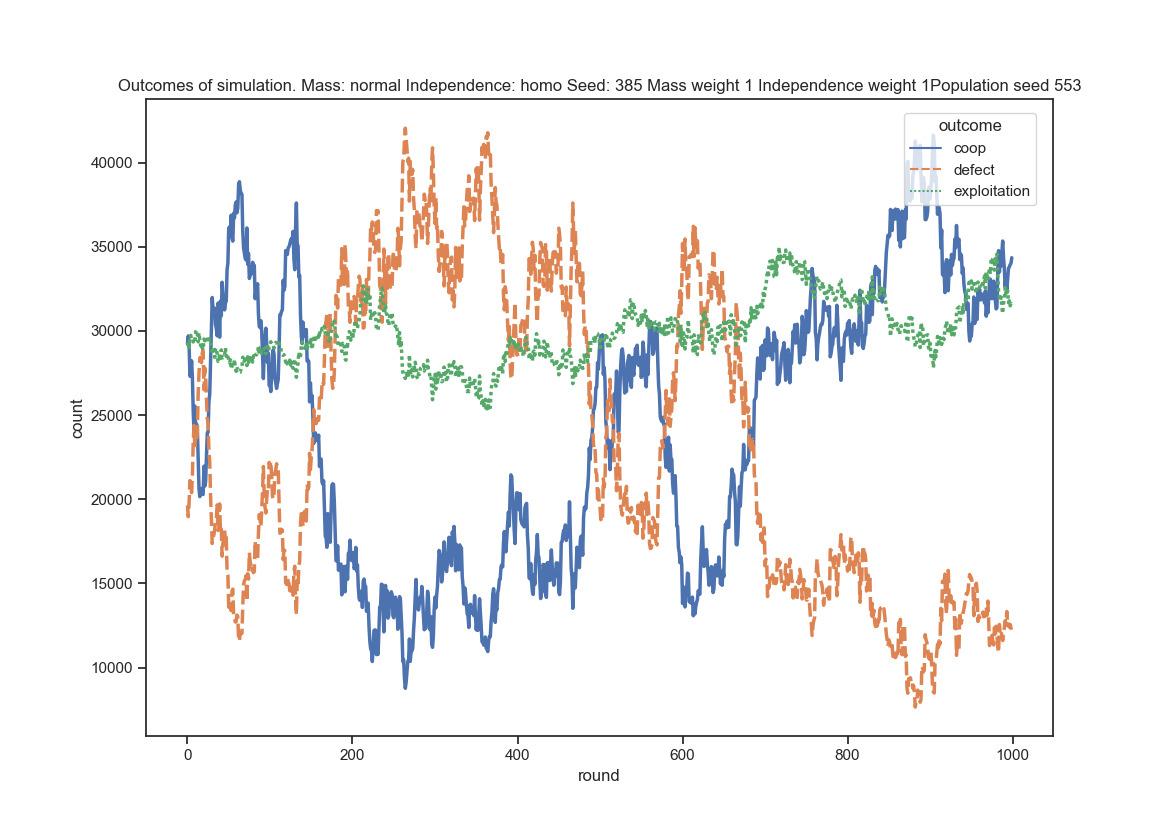 Outcomes of simulation. Mass: normal Independence: homo Seed: 385 Mass weight 1 Independence weight 1Population seed 553
outcome
coop
defect
exploitation
40000
35000
30000
25000
20000
15000
10000
count
0 200 400 600 800 1000
round